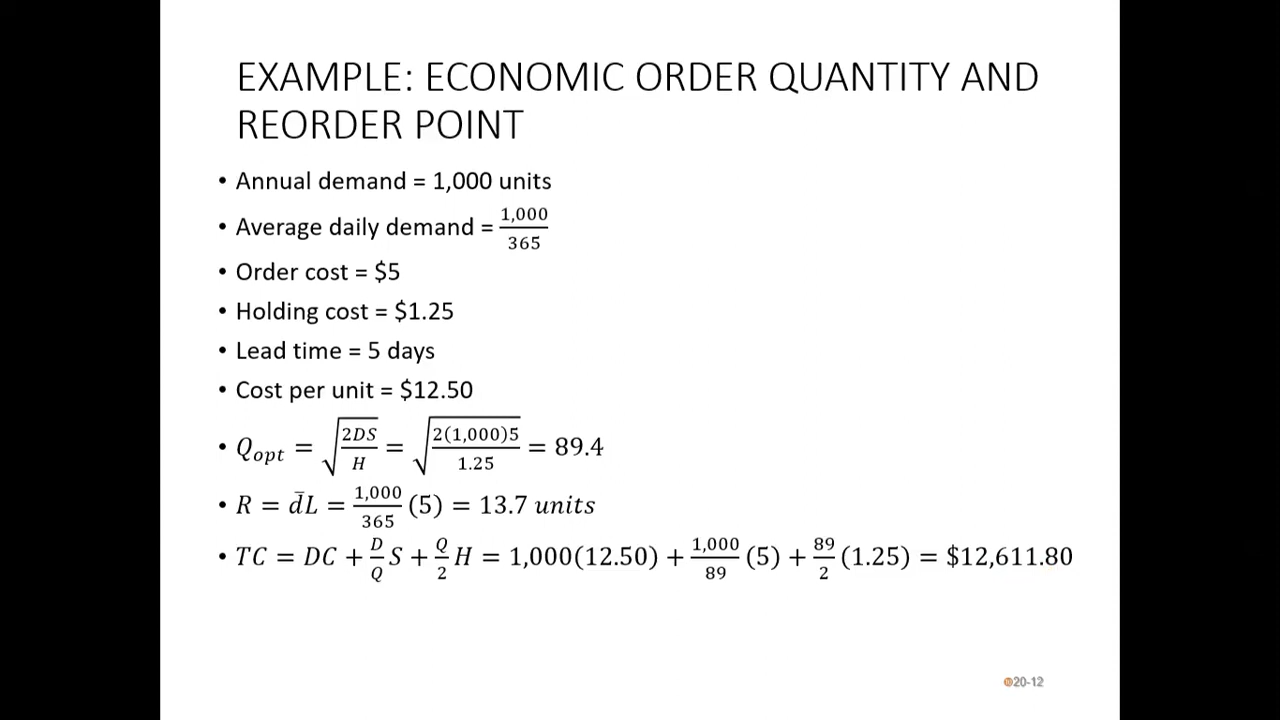 EXAMPLE: ECONOMIC ORDER QUANTITY AND
REORDER POINT
• Annual demand = 1,000 units
• Average daily demand = 1,000/365
• Order cost = $5
• Holding cost = $1.25
• Lead time = 5 days
• Cost per unit = $12.50
• Q_opt = √(2DS/H) = √(2(1,000)5/1.25) = 89.4
• R = d̄L = 1,000/365 (5) = 13.7 units
• TC = DC + D/Q S + Q/2 H = 1,000(12.50) + 1,000/89 (5) + 89/2 (1.25) = $12,611.80
20-12